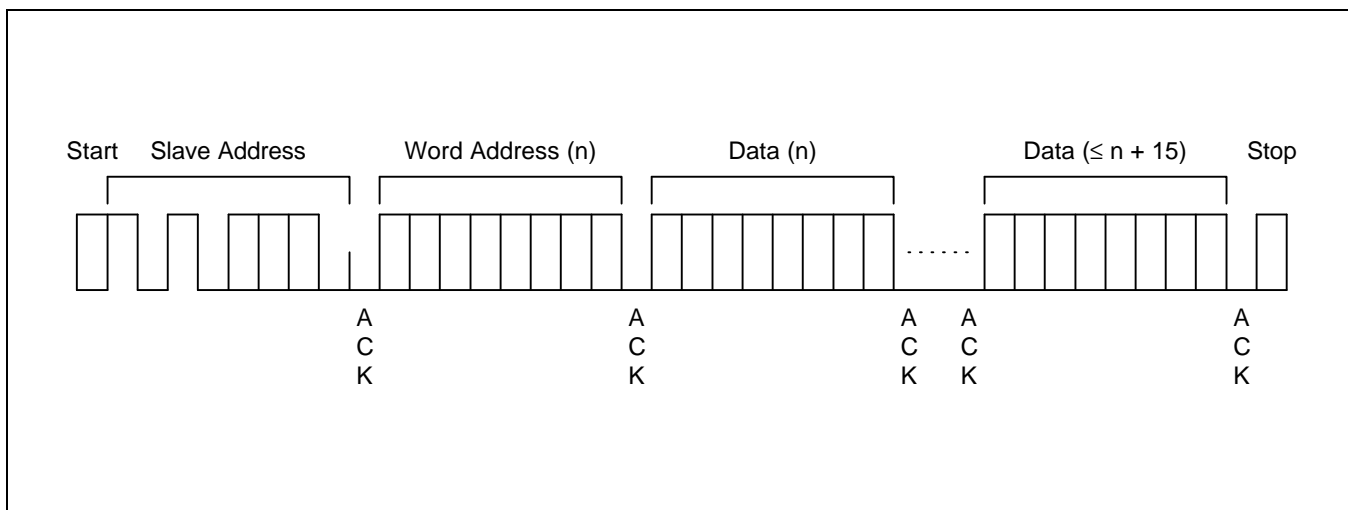 Start Slave Address Word Address (n) Data (n) Data (≤ n + 15) Stop
......
A A A A A
C C C C C
K K K K K